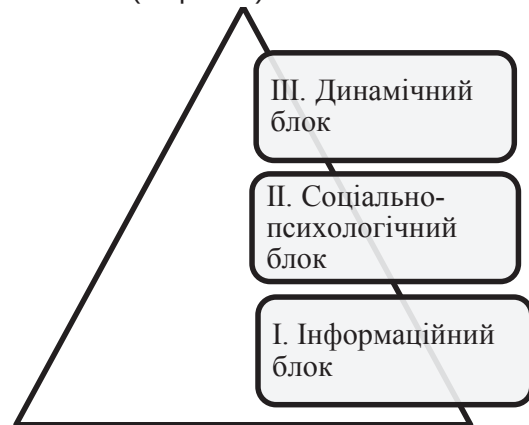 III. Динамічний
блок
II. Соціально-
психологічний
блок
I. Інформаційний
блок